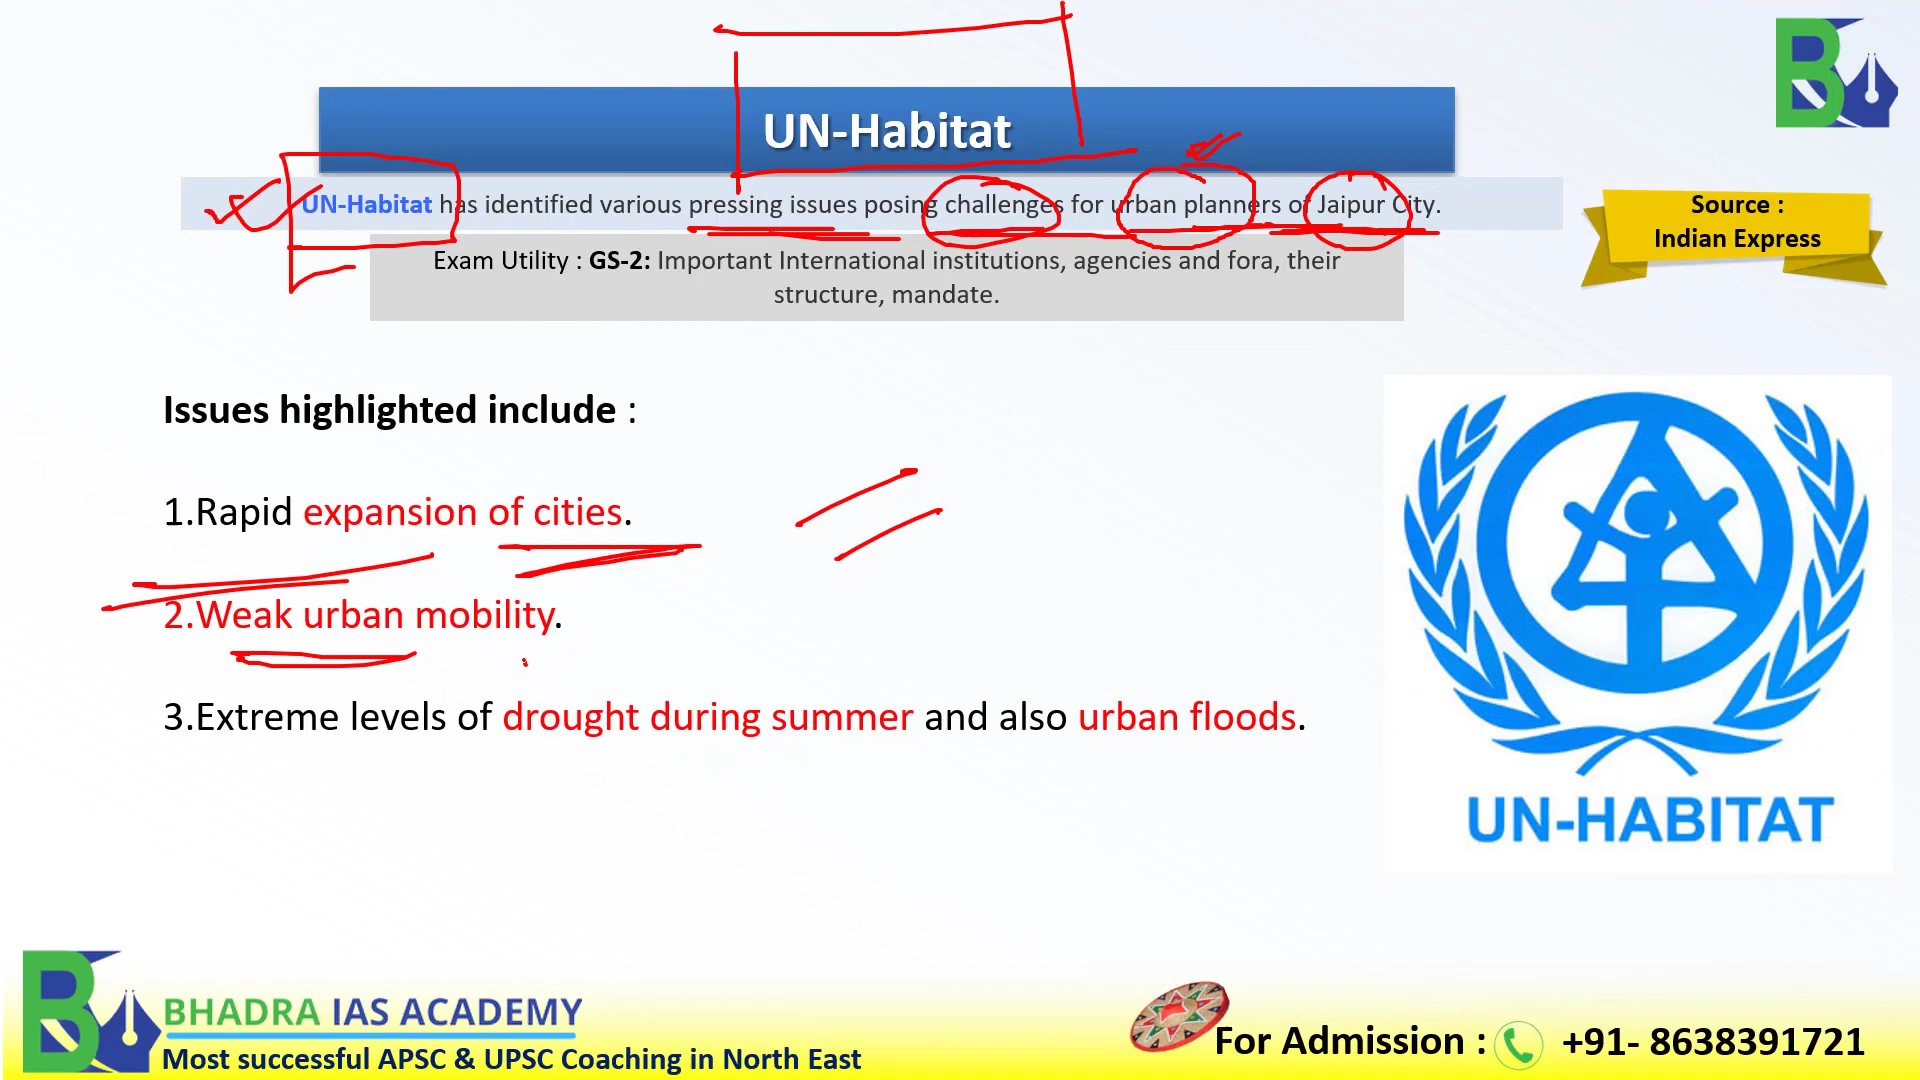 UN-Habitat
UN-Habitat has identified various pressing issues posing challenges for urban planners of Jaipur City.
Exam Utility : GS-2: Important International institutions, agencies and fora, their
structure, mandate.
Source :
Indian Express
Issues highlighted include :
1.Rapid expansion of cities.
2.Weak urban mobility.
3.Extreme levels of drought during summer and also urban floods.
UN-HABITAT
BHADRA IAS ACADEMY
Most successful APSC & UPSC Coaching in North East
For Admission : +91- 8638391721